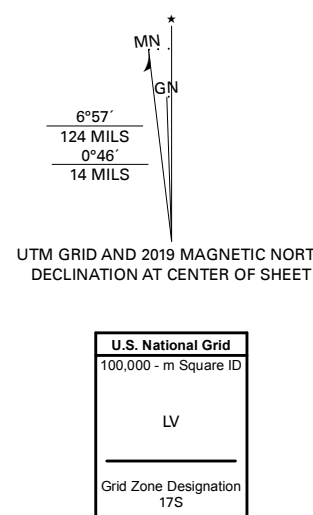 MN
GN
6°57´
124 MILS
0°46´
14 MILS
UTM GRID AND 2019 MAGNETIC NORT
DECLINATION AT CENTER OF SHEET
U.S. National Grid
100,000 - m Square ID
LV
Grid Zone Designation
17S